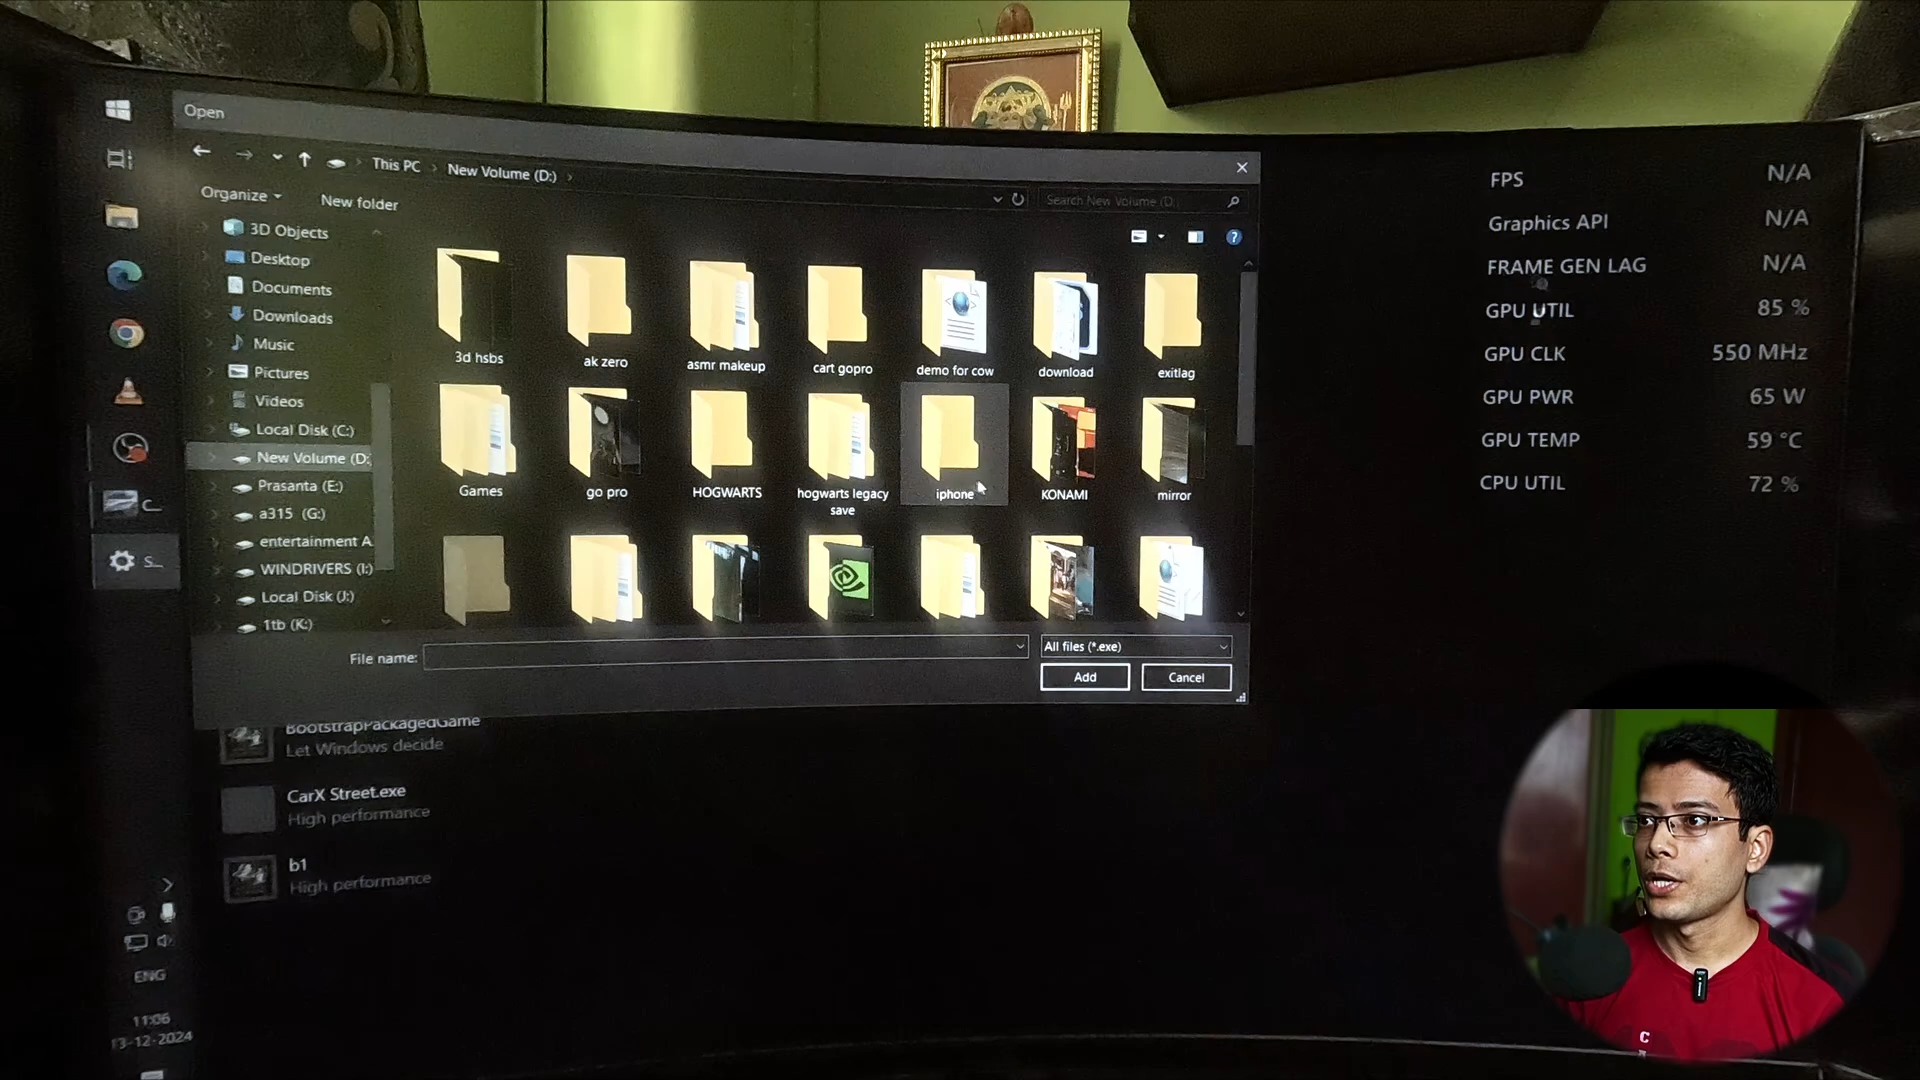 Open
This PC
New Volume (D:)
Organize
New folder
Search New Volume (D:)
3D Objects
Desktop
Documents
Downloads
Music
Pictures
Videos
Local Disk (C:)
New Volume (D:
Prasanta (E:)
a315 (G:)
entertainment A
WINDRIVERS (I:)
Local Disk (J:)
1tb (K:)
3d hsbs
ak zero
asmr makeup
cart gopro
demo for cow
download
exitlag
Games
go pro
HOGWARTS
hogwarts legacy
save
iphone
KONAMI
mirror
File name:
All files (*.exe)
Add
Cancel
BootstrapPackagedGame
Let Windows decide
CarX Street.exe
High performance
b1
High performance
C...
S...
ENG
11:06
13-12-2024
FPS N/A
Graphics API N/A
FRAME GEN LAG N/A
GPU UTIL 85 %
GPU CLK 550 MHz
GPU PWR 65 W
GPU TEMP 59 °C
CPU UTIL 72 %